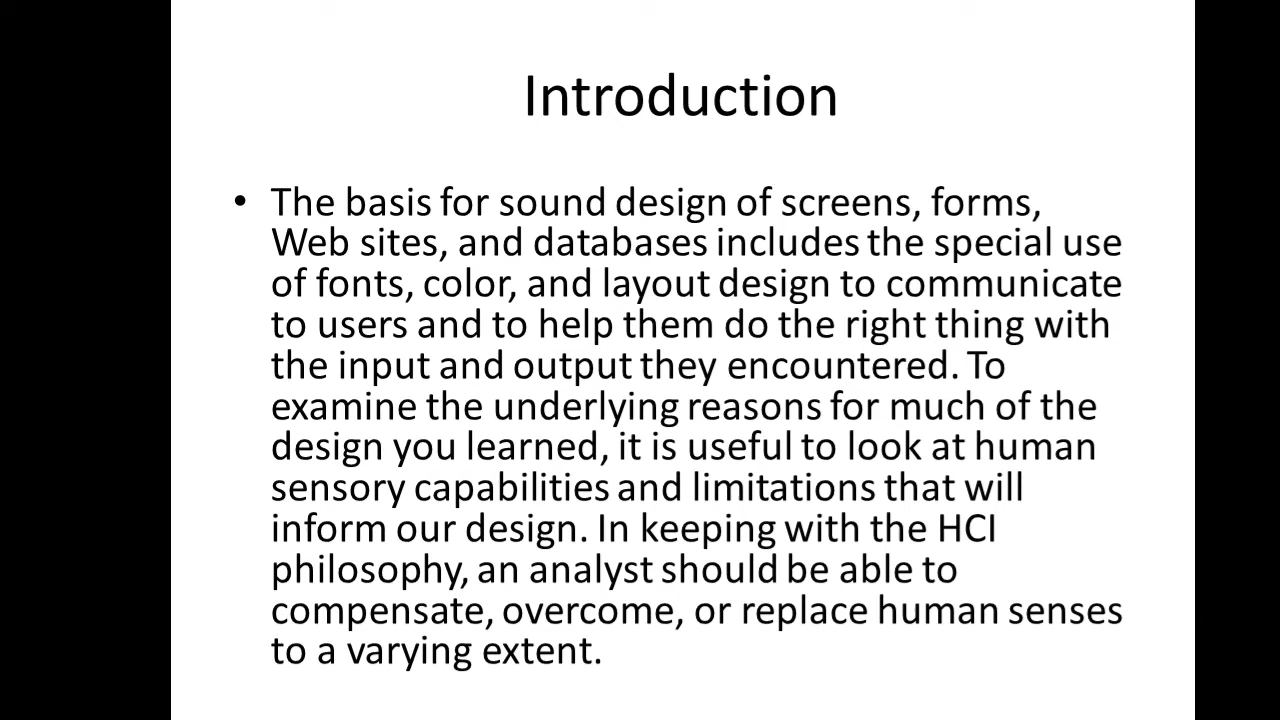 Introduction
• The basis for sound design of screens, forms,
Web sites, and databases includes the special use
of fonts, color, and layout design to communicate
to users and to help them do the right thing with
the input and output they encountered. To
examine the underlying reasons for much of the
design you learned, it is useful to look at human
sensory capabilities and limitations that will
inform our design. In keeping with the HCI
philosophy, an analyst should be able to
compensate, overcome, or replace human senses
to a varying extent.